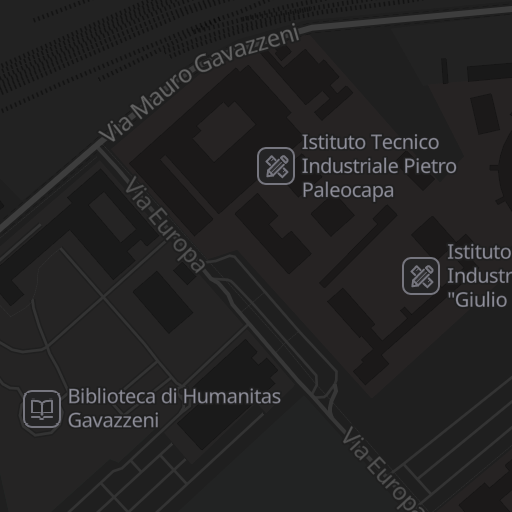 Via Mauro Gavazzeni
Istituto Tecnico
Industriale Pietro
Paleocapa
Via Europa
Istituto
Industr
"Giulio
Biblioteca di Humanitas
Gavazzeni
Via Europa